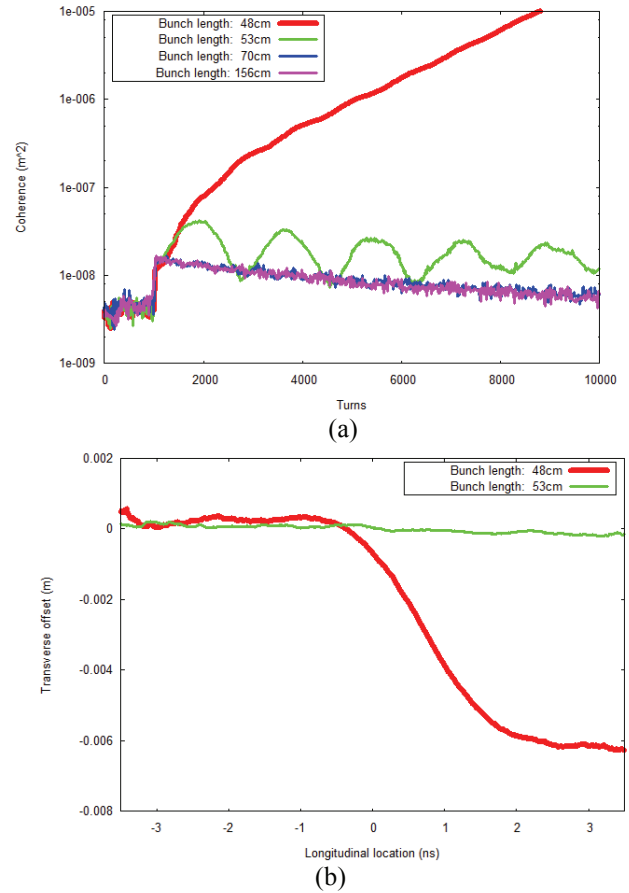 1e-005
Bunch length: 48cm
Bunch length: 53cm
Bunch length: 70cm
Bunch length: 156cm
1e-006
Coherence (m^2)
1e-007
1e-008
1e-009
0 2000 4000 6000 8000 10000
Turns
(a)
0.002
Bunch length: 48cm
Bunch length: 53cm
0
Transverse offset (m)
-0.002
-0.004
-0.006
-0.008
-3 -2 -1 0 1 2 3
Longitudinal location (ns)
(b)